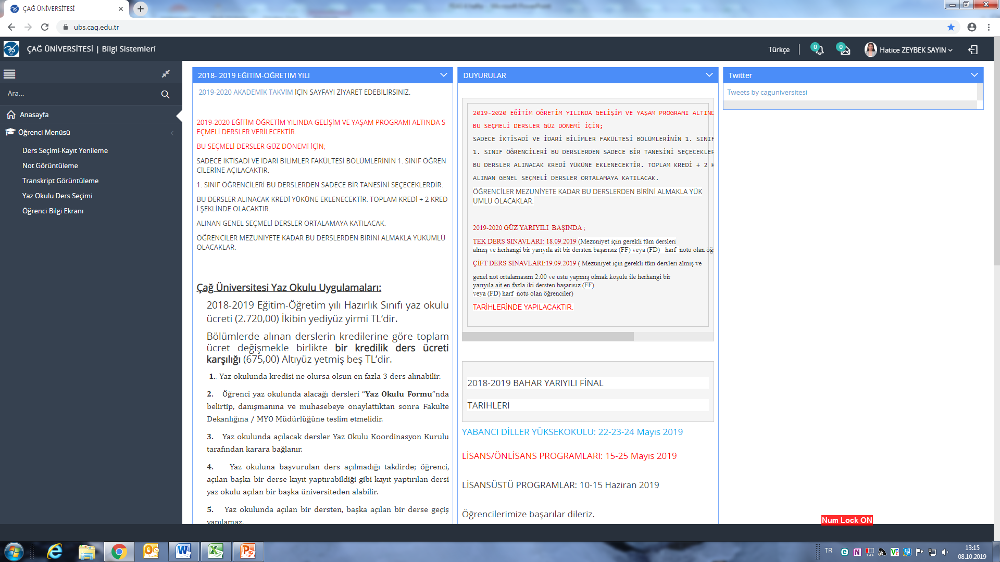 ÇAĞ ÜNİVERSİTESİ
ubs.cag.edu.tr
ÇAĞ ÜNİVERSİTESİ | Bilgi Sistemleri
Türkçe
0
0
Hatice ZEYBEK SAYIN
Ara...
Anasayfa
Öğrenci Menüsü
Ders Seçimi-Kayıt Yenileme
Not Görüntüleme
Transkript Görüntüleme
Yaz Okulu Ders Seçimi
Öğrenci Bilgi Ekranı
2018- 2019 EĞİTİM-ÖĞRETİM YILI
2019-2020 AKADEMİK TAKVİM İÇİN SAYFAYI ZİYARET EDEBİLİRSİNİZ.
2019-2020 EĞİTİM ÖĞRETİM YILINDA GELİŞİM VE YAŞAM PROGRAMI ALTINDA S
EÇMELİ DERSLER VERİLECEKTİR.
BU SEÇMELİ DERSLER GÜZ DÖNEMİ İÇİN;
SADECE İKTİSADİ VE İDARİ BİLİMLER FAKÜLTESİ BÖLÜMLERİNİN 1. SINIF ÖĞREN
CİLERİNE AÇILACAKTIR.
1. SINIF ÖĞRENCİLERİ BU DERSLERDEN SADECE BİR TANESİNİ SEÇECEKLERDİR.
BU DERSLER ALINACAK KREDİ YÜKÜNE EKLENECEKTİR. TOPLAM KREDİ + 2 KRED
İ ŞEKLİNDE OLACAKTIR.
ALINAN GENEL SEÇMELİ DERSLER ORTALAMAYA KATILACAK.
ÖĞRENCİLER MEZUNİYETE KADAR BU DERSLERDEN BİRİNİ ALMAKLA YÜKÜMLÜ
OLACAKLAR.
Çağ Üniversitesi Yaz Okulu Uygulamaları:
2018-2019 Eğitim-Öğretim yılı Hazırlık Sınıfı yaz okulu
ücreti (2.720,00) İkibin yediyüz yirmi TL‘dir.
Bölümlerde alınan derslerin kredilerine göre toplam
ücret değişmekle birlikte bir kredilik ders ücreti
karşılığı (675,00) Altıyüz yetmiş beş TL’dir.
1. Yaz okulunda kredisi ne olursa olsun en fazla 3 ders alınabilir.
2. Öğrenci yaz okulunda alacağı dersleri “Yaz Okulu Formu”nda
belirtip, danışmanına ve muhasebeye onaylattıktan sonra Fakülte
Dekanlığına / MYO Müdürlüğüne teslim etmelidir.
3. Yaz okulunda açılacak dersler Yaz Okulu Koordinasyon Kurulu
tarafından karara bağlanır.
4. Yaz okuluna başvurulan ders açılmadığı takdirde; öğrenci,
açılan başka bir derse kayıt yaptırabildiği gibi kayıt yaptırılan dersi
yaz okulu açılan bir başka üniversiteden alabilir.
5. Yaz okulunda açılan bir dersten, başka açılan bir derse geçiş
yapılamaz.
DUYURULAR
2019-2020 EĞİTİM ÖĞRETİM YILINDA GELİŞİM VE YAŞAM PROGRAMI ALTIND
BU SEÇMELİ DERSLER GÜZ DÖNEMİ İÇİN;
SADECE İKTİSADİ VE İDARİ BİLİMLER FAKÜLTESİ BÖLÜMLERİNİN 1. SINIF
1. SINIF ÖĞRENCİLERİ BU DERSLERDEN SADECE BİR TANESİNİ SEÇECEKLER
BU DERSLER ALINACAK KREDİ YÜKÜNE EKLENECEKTİR. TOPLAM KREDİ + 2 K
ALINAN GENEL SEÇMELİ DERSLER ORTALAMAYA KATILACAK.
ÖĞRENCİLER MEZUNİYETE KADAR BU DERSLERDEN BİRİNİ ALMAKLA YÜK
ÜMLÜ OLACAKLAR.
2019-2020 GÜZ YARIYILI BAŞINDA ;
TEK DERS SINAVLARI: 18.09.2019 (Mezuniyet için gerekli tüm dersleri
almış ve herhangi bir yarıyıla ait bir dersten başarısız (FF) veya (FD) harf notu olan öğ
ÇİFT DERS SINAVLARI:19.09.2019 ( Mezuniyet için gerekli tüm dersleri almış ve
genel not ortalamasını 2:00 ve üstü yapmış olmak koşulu ile herhangi bir
yarıyıla ait en fazla iki dersten başarısız (FF)
veya (FD) harf notu olan öğrenciler)
TARİHLERİNDE YAPILACAKTIR.
2018-2019 BAHAR YARIYILI FİNAL
TARİHLERİ
YABANCI DİLLER YÜKSEKOKULU: 22-23-24 Mayıs 2019
LİSANS/ÖNLİSANS PROGRAMLARI: 15-25 Mayıs 2019
LİSANSÜSTÜ PROGRAMLAR: 10-15 Haziran 2019
Öğrencilerimize başarılar dileriz.
Twitter
Tweets by caguniversitesi
Num Lock ON
TR
13:15
08.10.2019